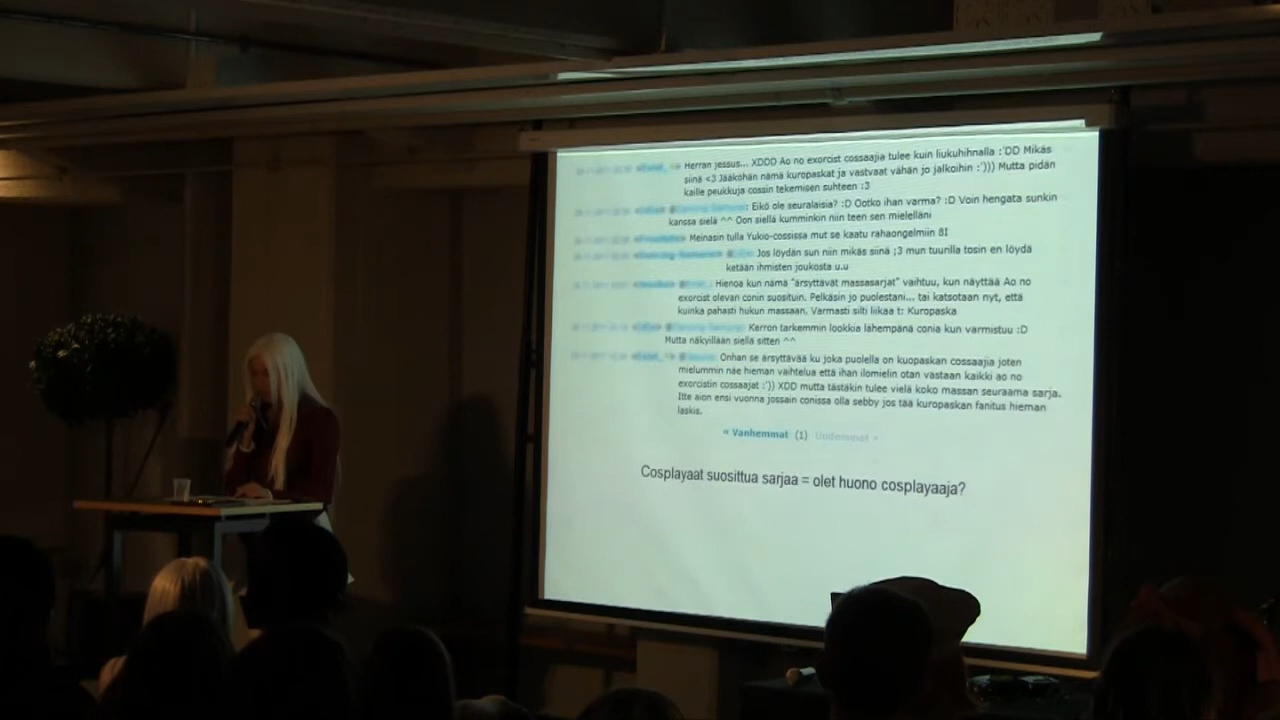 Herran jessus... XDDD Ao no exorcist cossaajia tulee kuin liukuhihnalla :'DD Mikäs
siinä <3 Jääköhän nämä kuropaskat ja vastvaat vähän jo jalkoihin :'))) Mutta pidän
kaille peukkuja cossin tekemisen suhteen :3
: Eikö ole seuralaisia? :D Ootko ihan varma? :D Voin hengata sunkin
kanssa sielä ^^ Oon siellä kumminkin niin teen sen mielelläni
Meinasin tulla Yukio-cossissa mut se kaatu rahaongelmiin 8I
Jos löydän sun niin mikäs siinä ;3 mun tuurilla tosin en löydä
ketään ihmisten joukosta u.u
Hienoa kun nämä "ärsyttävät massasarjat" vaihtuu, kun näyttää Ao no
exorcist olevan conin suosituin. Pelkäsin jo puolestani... tai katsotaan nyt, että
kuinka pahasti hukun massaan. Varmasti silti liikaa t: Kuropaska
Kerron tarkemmin lookkia lähempänä conia kun varmistuu :D
Mutta näkyillään siellä sitten ^^
Onhan se ärsyttävää ku joka puolella on kuopaskan cossaajia joten
mielummin näe hieman vaihtelua että ihan ilomielin otan vastaan kaikki ao no
exorcistin cossaajat :')) XDD mutta tästäkin tulee vielä koko massan seuraama sarja.
Itte aion ensi vuonna jossain conissa olla sebby jos tää kuropaskan fanitus hieman
laskis.
« Vanhemmat (1) Uudemmat »
Cosplayaat suosittua sarjaa = olet huono cosplayaaja?